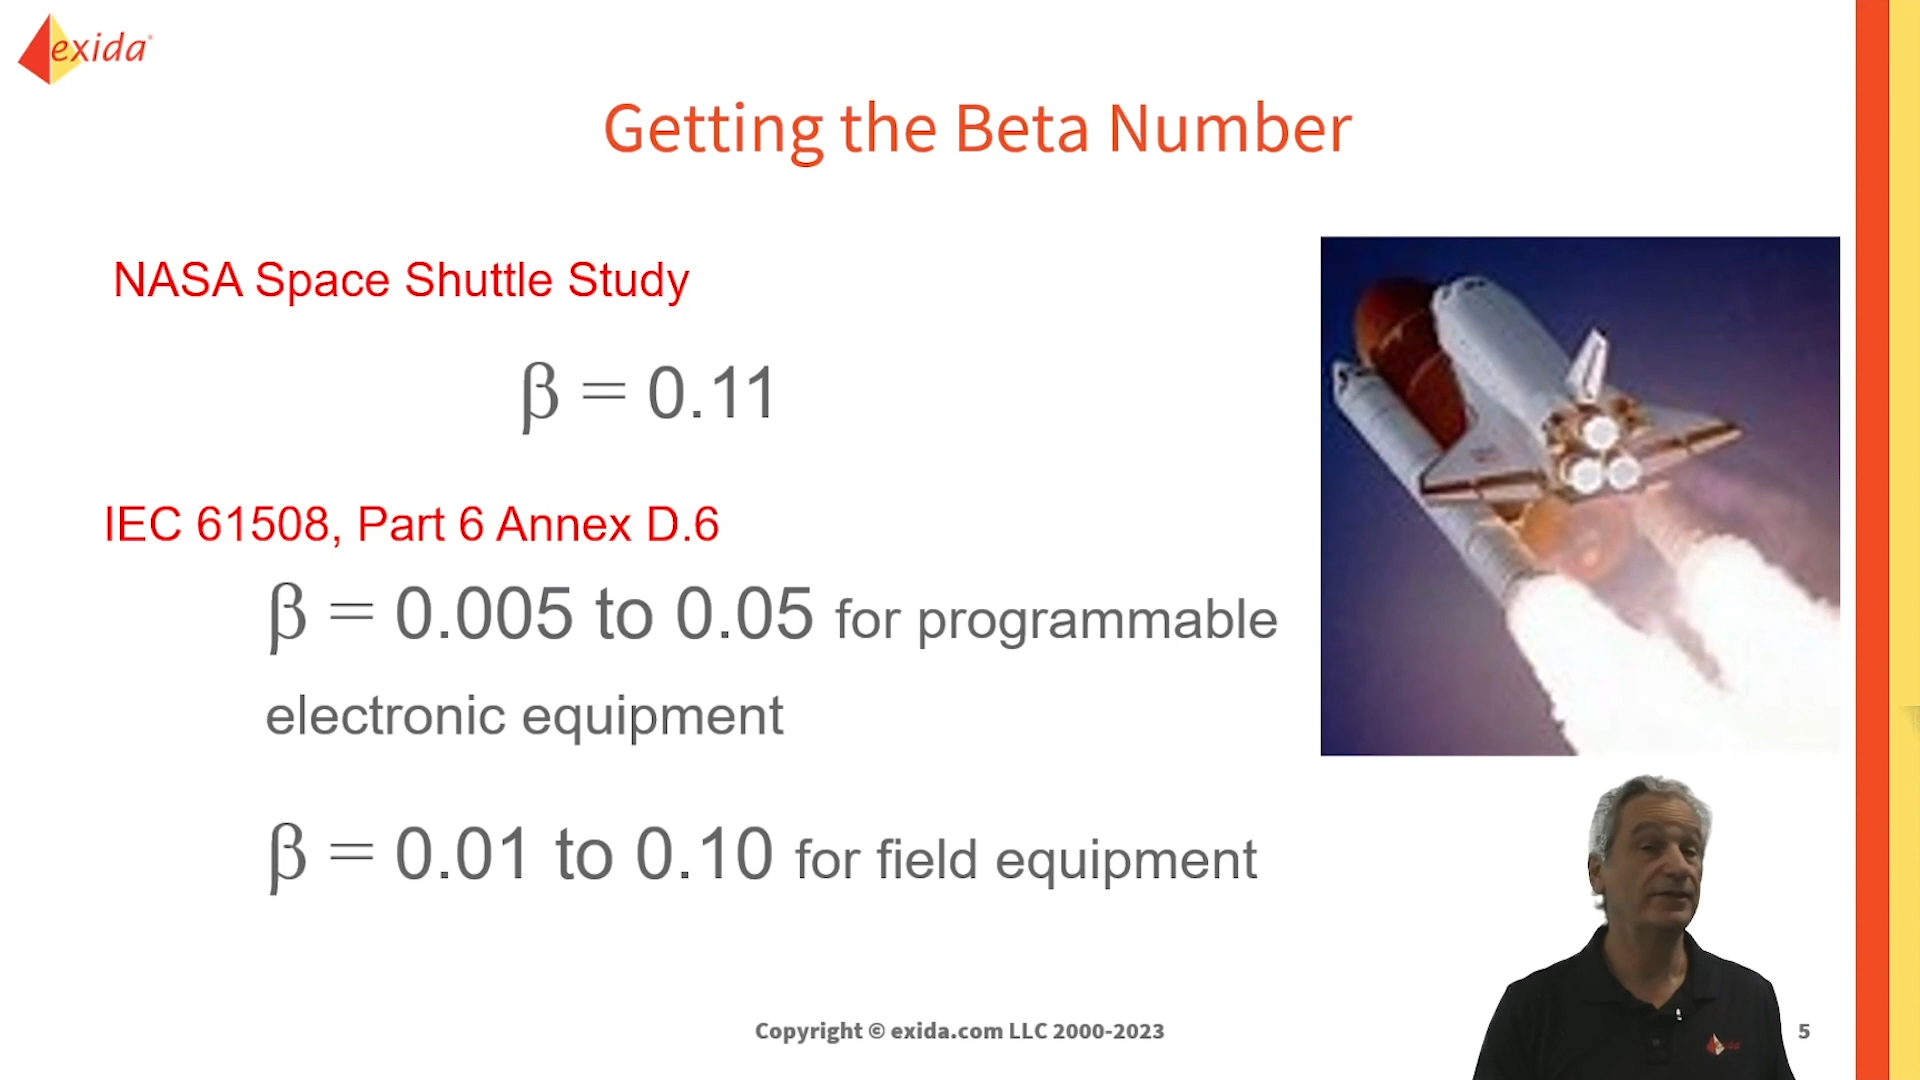 exida
Getting the Beta Number
NASA Space Shuttle Study
β = 0.11
IEC 61508, Part 6 Annex D.6
β = 0.005 to 0.05 for programmable
electronic equipment
β = 0.01 to 0.10 for field equipment
Copyright © exida.com LLC 2000-2023
5
exida